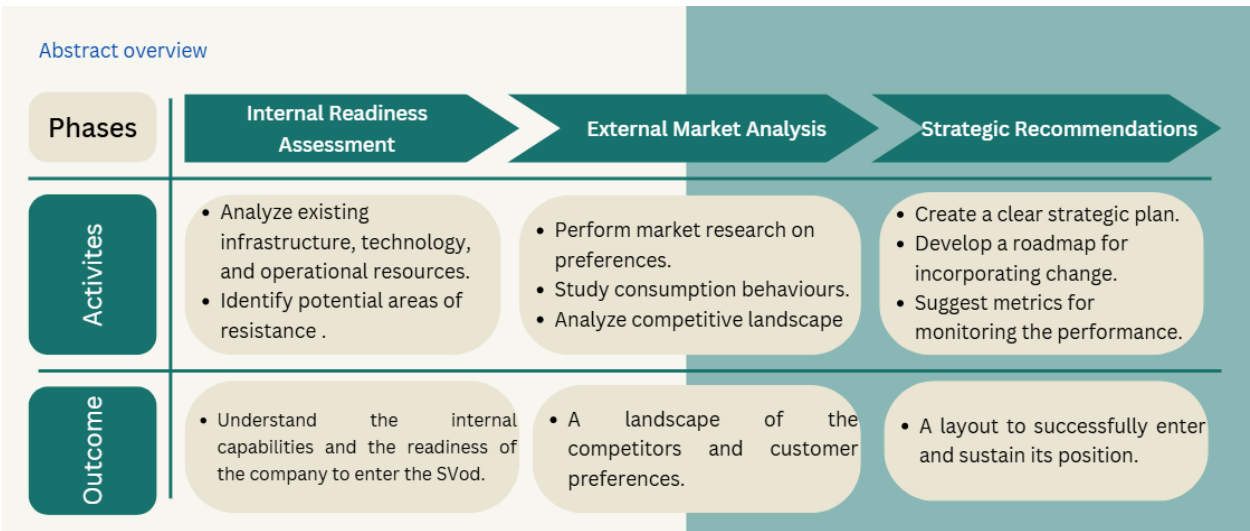 Abstract overview
Phases
Internal Readiness
Assessment
External Market Analysis
Strategic Recommendations
Activites
• Analyze existing
infrastructure, technology,
and operational resources.
• Identify potential areas of
resistance .
• Perform market research on
preferences.
• Study consumption behaviours.
• Analyze competitive landscape
• Create a clear strategic plan.
• Develop a roadmap for
incorporating change.
• Suggest metrics for
monitoring the performance.
Outcome
• Understand the internal
capabilities and the readiness of
the company to enter the SVod.
• A landscape of the
competitors and customer
preferences.
• A layout to successfully enter
and sustain its position.